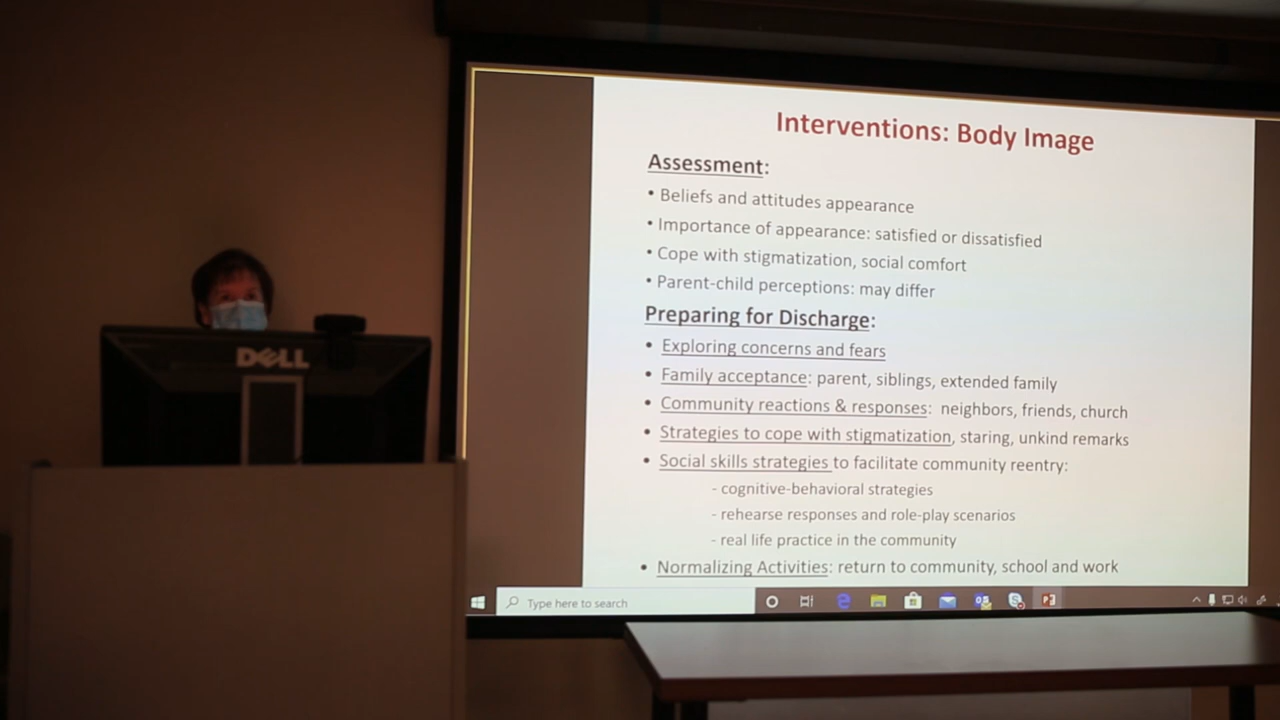 Interventions: Body Image
Assessment:
• Beliefs and attitudes appearance
• Importance of appearance: satisfied or dissatisfied
• Cope with stigmatization, social comfort
• Parent-child perceptions: may differ
Preparing for Discharge:
• Exploring concerns and fears
• Family acceptance: parent, siblings, extended family
• Community reactions & responses: neighbors, friends, church
• Strategies to cope with stigmatization, staring, unkind remarks
• Social skills strategies to facilitate community reentry:
- cognitive-behavioral strategies
- rehearse responses and role-play scenarios
- real life practice in the community
• Normalizing Activities: return to community, school and work
Type here to search
DELL